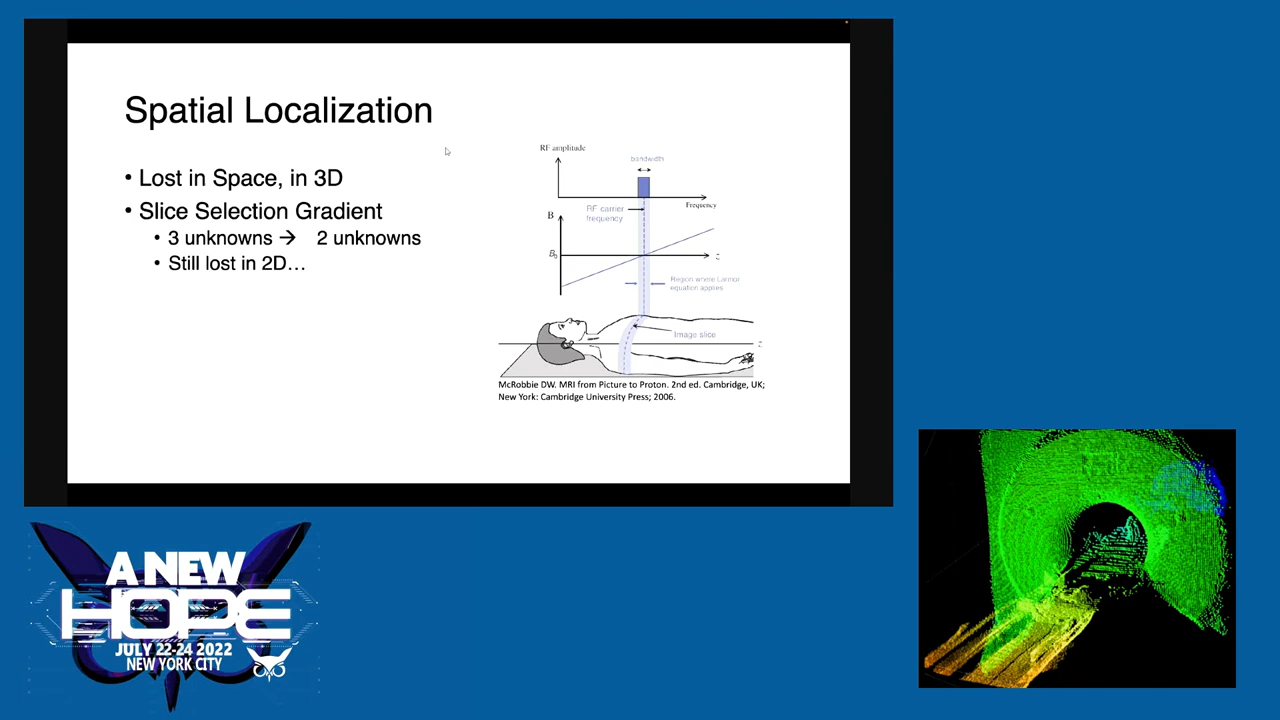 Spatial Localization
• Lost in Space, in 3D
• Slice Selection Gradient
• 3 unknowns → 2 unknowns
• Still lost in 2D…
RF amplitude
bandwidth
RF carrier
frequency
Frequency
B
B₀
z
Region where Larmor
equation applies
Image slice
z
McRobbie DW. MRI from Picture to Proton. 2nd ed. Cambridge, UK;
New York: Cambridge University Press; 2006.
A NEW
HOPE
JULY 22-24 2022
NEW YORK CITY